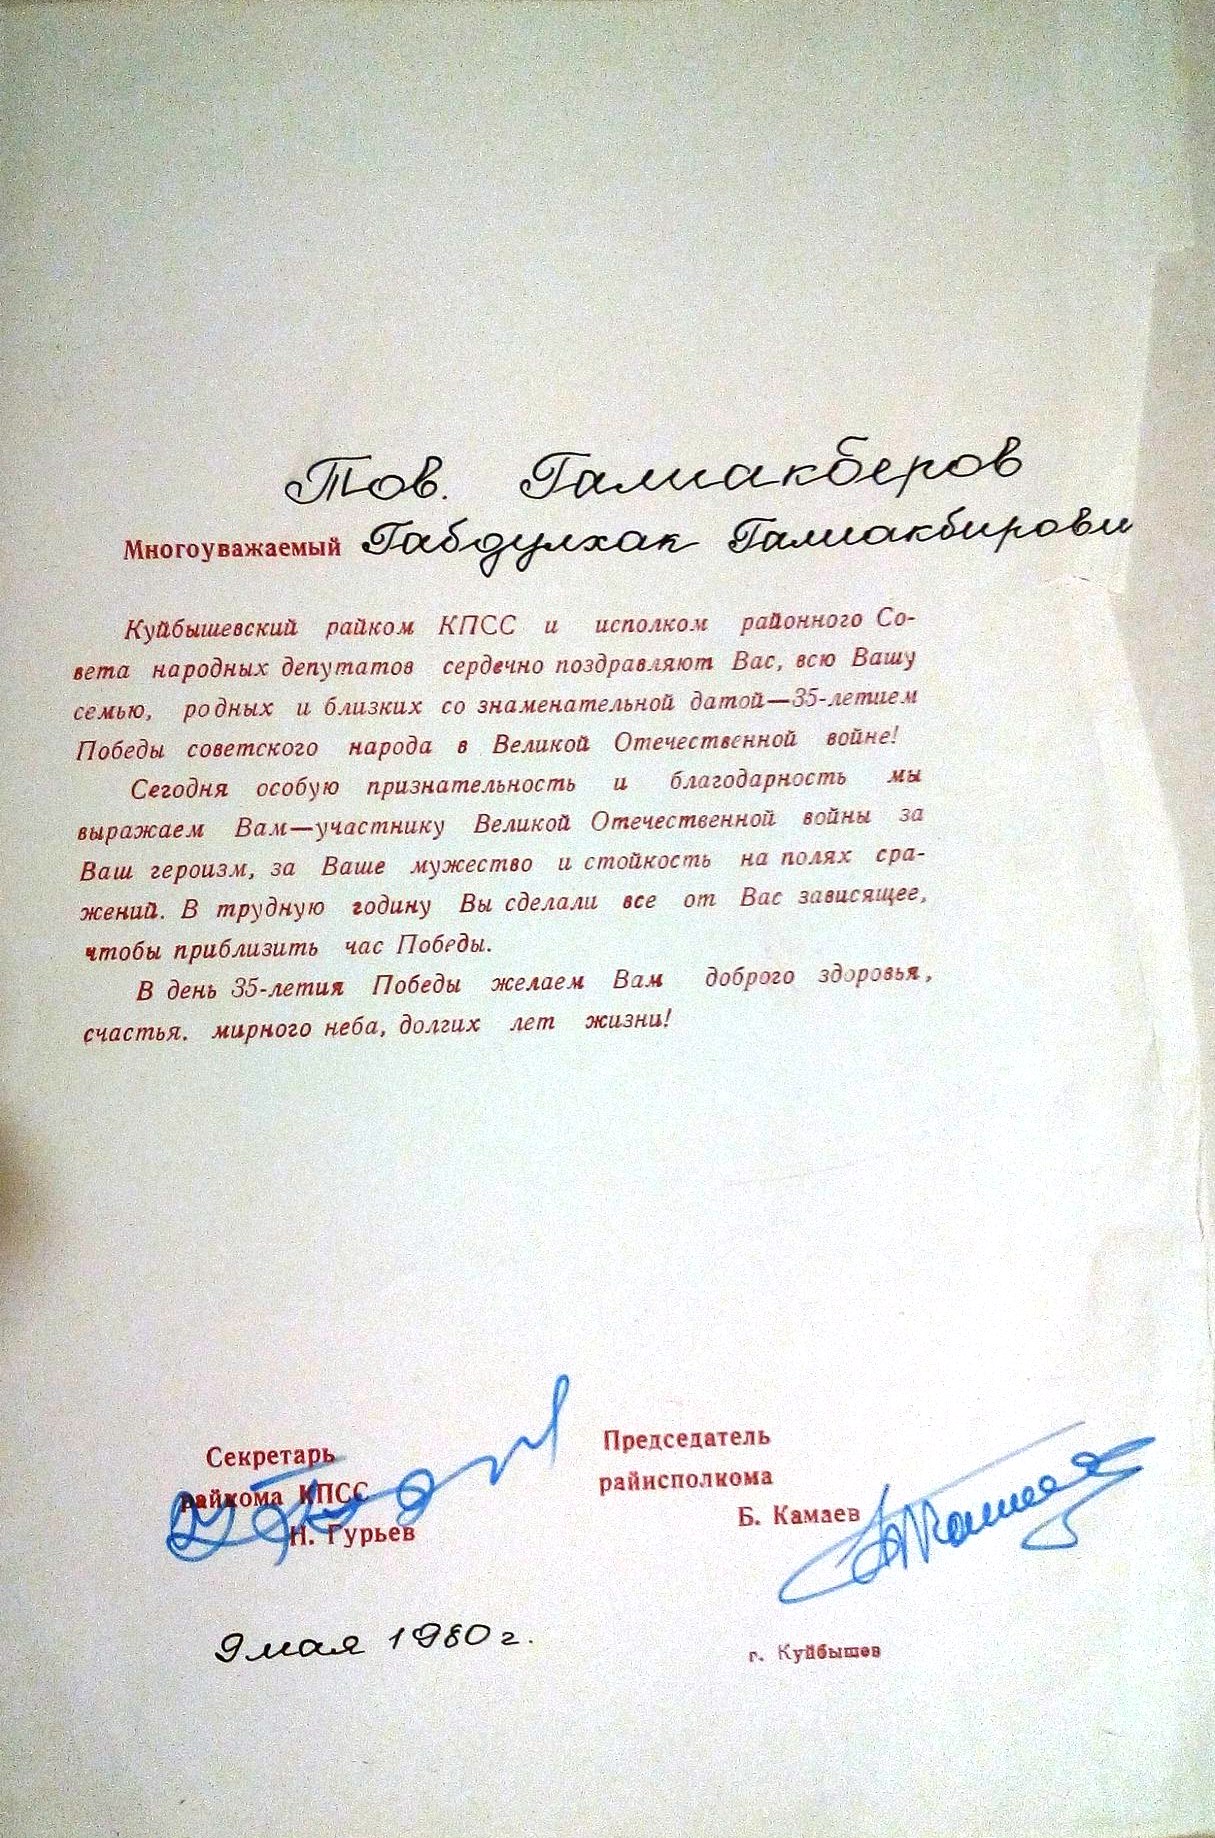 Тов. Галиакберов
Многоуважаемый Габдулхак Галиакбирови
Куйбышевский райком КПСС и исполком районного Со-
вета народных депутатов сердечно поздравляют Вас, всю Вашу
семью, родных и близких со знаменательной датой—35-летием
Победы советского народа в Великой Отечественной войне!
Сегодня особую признательность и благодарность мы
выражаем Вам—участнику Великой Отечественной войны за
Ваш героизм, за Ваше мужество и стойкость на полях сра-
жений. В трудную годину Вы сделали все от Вас зависящее,
чтобы приблизить час Победы.
В день 35-летия Победы желаем Вам доброго здоровья,
счастья. мирного неба, долгих лет жизни!
Секретарь
райкома КПСС
Н. Гурьев
Председатель
райисполкома
Б. Камаев
9 мая 1980 г.
г. Куйбышев